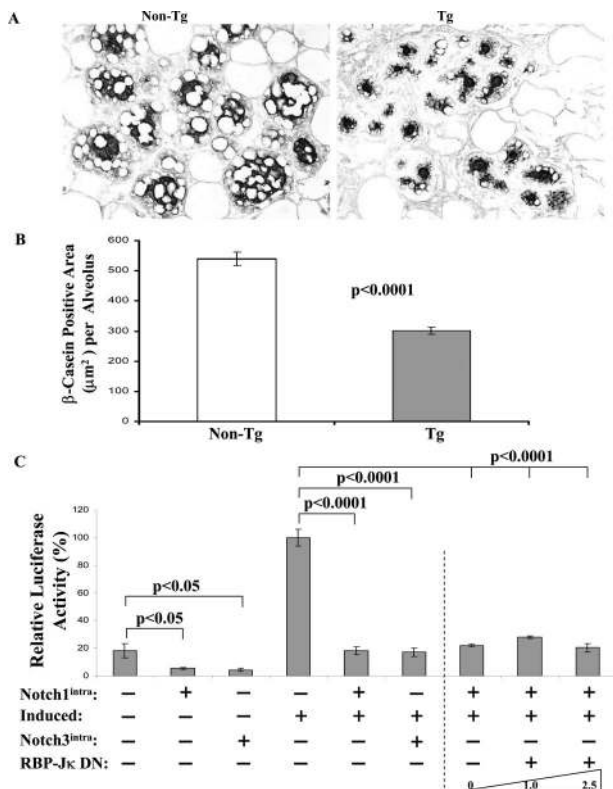 A
Non-Tg
Tg
B
β-Casein Positive Area
(μm²) per Alveolus
600
500
400
300
200
100
0
p<0.0001
Non-Tg
Tg
C
Relative Luciferase
Activity (%)
120
100
80
60
40
20
0
p<0.05
p<0.05
p<0.0001
p<0.0001
p<0.0001
Notch1intra: – + – – + – + + +
Induced: – – – + + + + + +
Notch3intra: – – + – – + – – –
RBP-Jκ DN: – – – – – – – + +
0 1.0 2.5